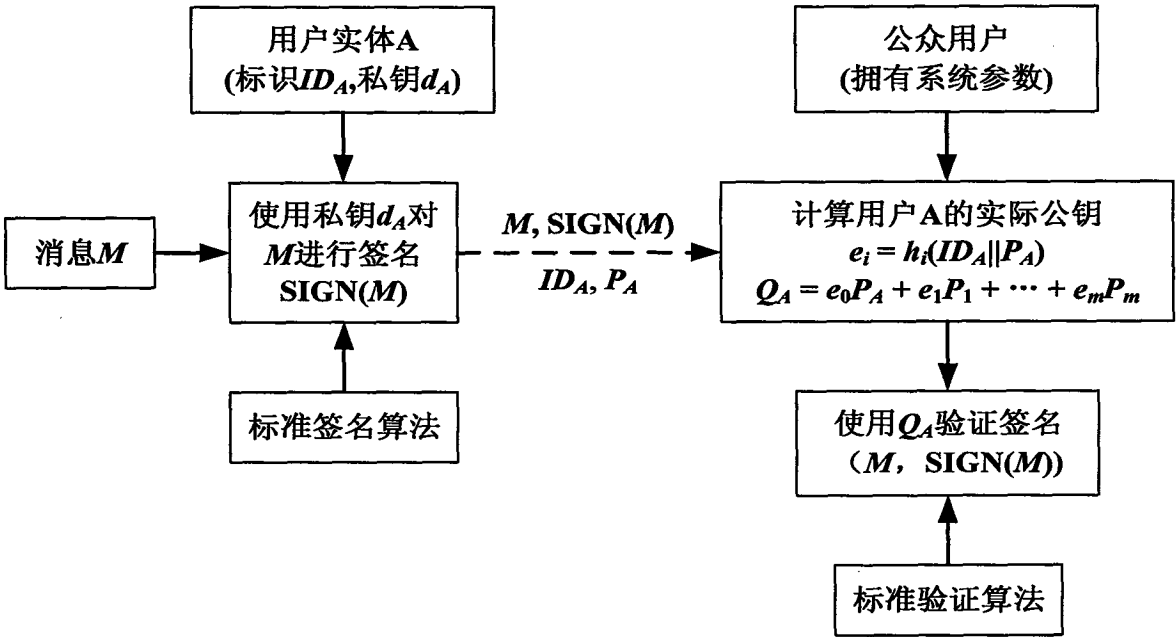 用户实体A
(标识IDA,私钥dA)
公众用户
(拥有系统参数)
消息M
使用私钥dA对
M进行签名
SIGN(M)
M, SIGN(M)
IDA, PA
计算用户A的实际公钥
ei = hi(IDA||PA)
QA = e0PA + e1P1 + ··· + emPm
标准签名算法
使用QA验证签名
（M，SIGN(M))
标准验证算法